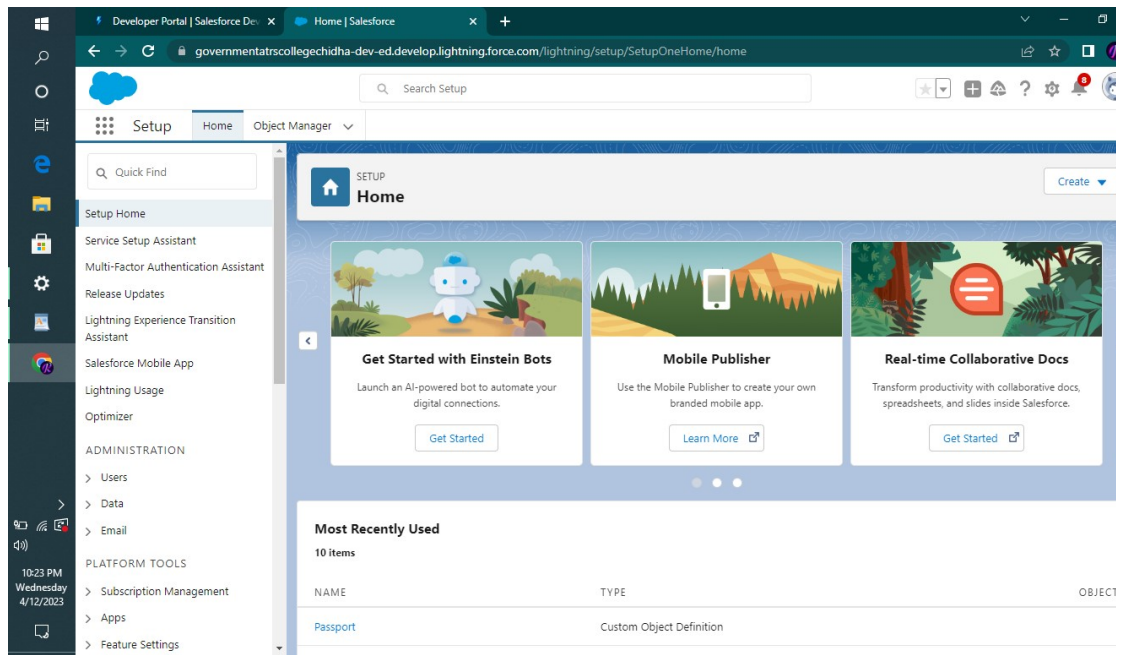 Developer Portal | Salesforce Dev
Home | Salesforce
governmentatrscollegechidha-dev-ed.develop.lightning.force.com/lightning/setup/SetupOneHome/home
Search Setup
8
Setup
Home
Object Manager
Quick Find
Setup Home
Service Setup Assistant
Multi-Factor Authentication Assistant
Release Updates
Lightning Experience Transition
Assistant
Salesforce Mobile App
Lightning Usage
Optimizer
ADMINISTRATION
Users
Data
Email
PLATFORM TOOLS
Subscription Management
Apps
Feature Settings
SETUP
Home
Create
Get Started with Einstein Bots
Launch an AI-powered bot to automate your
digital connections.
Get Started
Mobile Publisher
Use the Mobile Publisher to create your own
branded mobile app.
Learn More
Real-time Collaborative Docs
Transform productivity with collaborative docs,
spreadsheets, and slides inside Salesforce.
Get Started
Most Recently Used
10 items
NAME
TYPE
OBJECT
Passport
Custom Object Definition
10:23 PM
Wednesday
4/12/2023